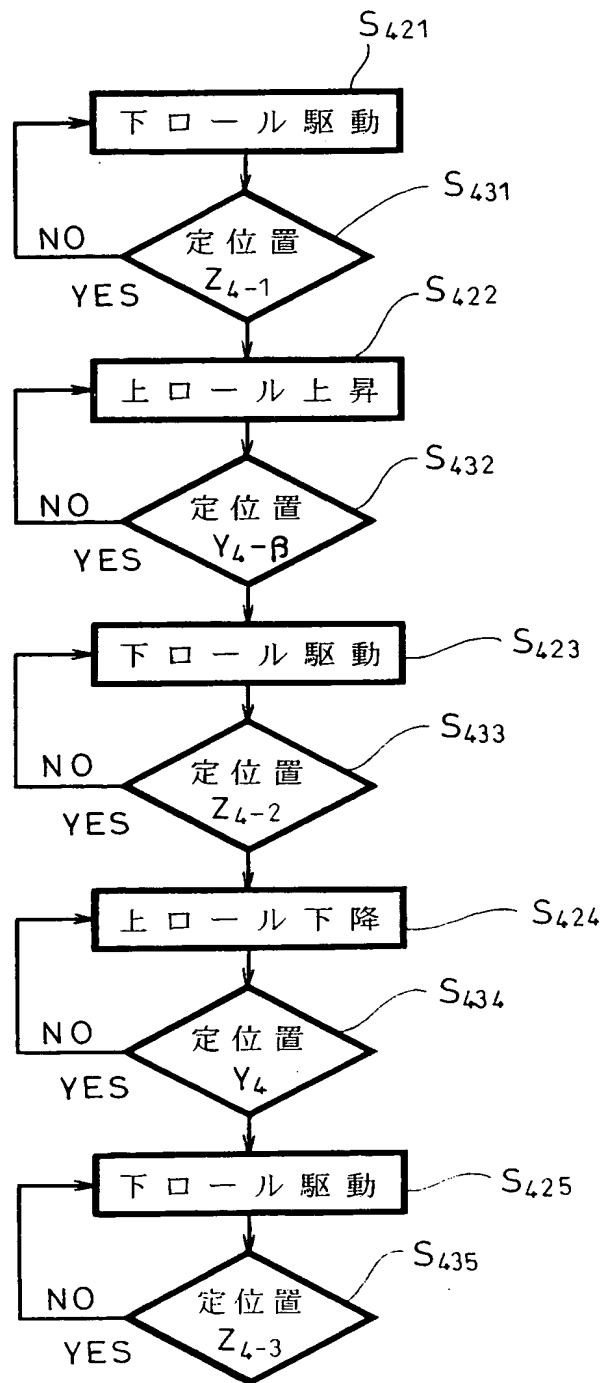 S421
下ロール駆動
S431
定位置
Z4-1
NO
YES
S422
上ロール上昇
S432
定位置
Y4-β
NO
YES
S423
下ロール駆動
S433
定位置
Z4-2
NO
YES
S424
上ロール下降
S434
定位置
Y4
NO
YES
S425
下ロール駆動
S435
定位置
Z4-3
NO
YES